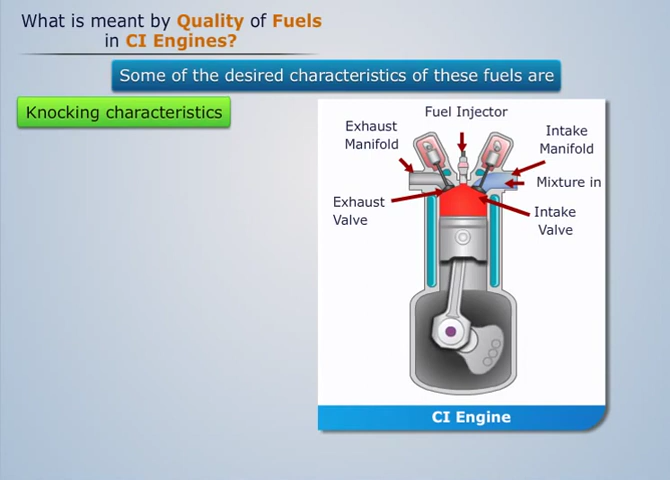 What is meant by Quality of Fuels
in CI Engines?
Some of the desired characteristics of these fuels are
Knocking characteristics
Fuel Injector
Exhaust
Manifold
Intake
Manifold
Mixture in
Exhaust
Valve
Intake
Valve
CI Engine